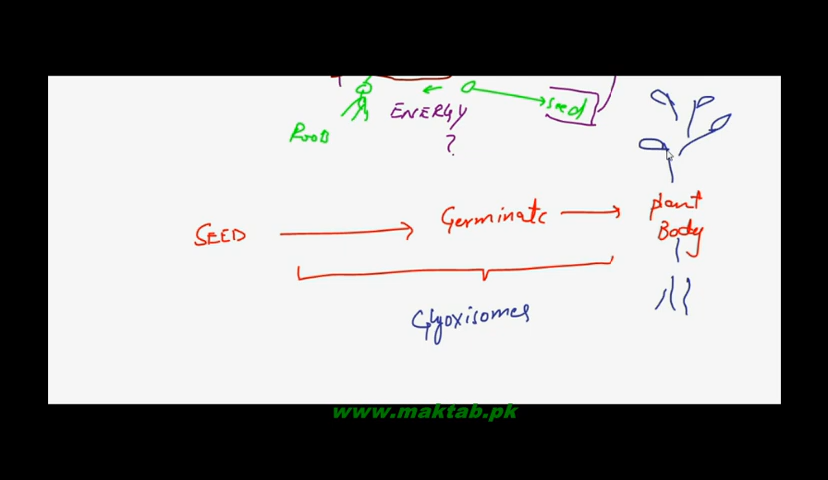 ENERGY
seed
Roots
?
SEED
Germinate
plant
Body
Glyoxisomes
www.maktab.pk